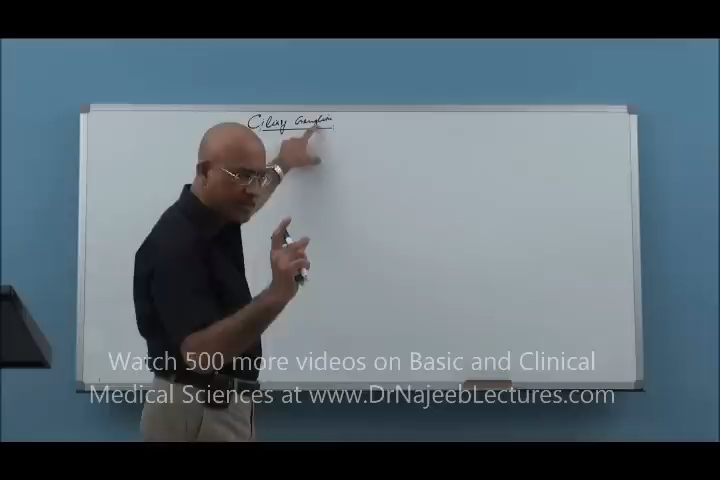 Ciliary Ganglion
Watch 500 more videos on Basic and Clinical
Medical Sciences at www.DrNajeebLectures.com